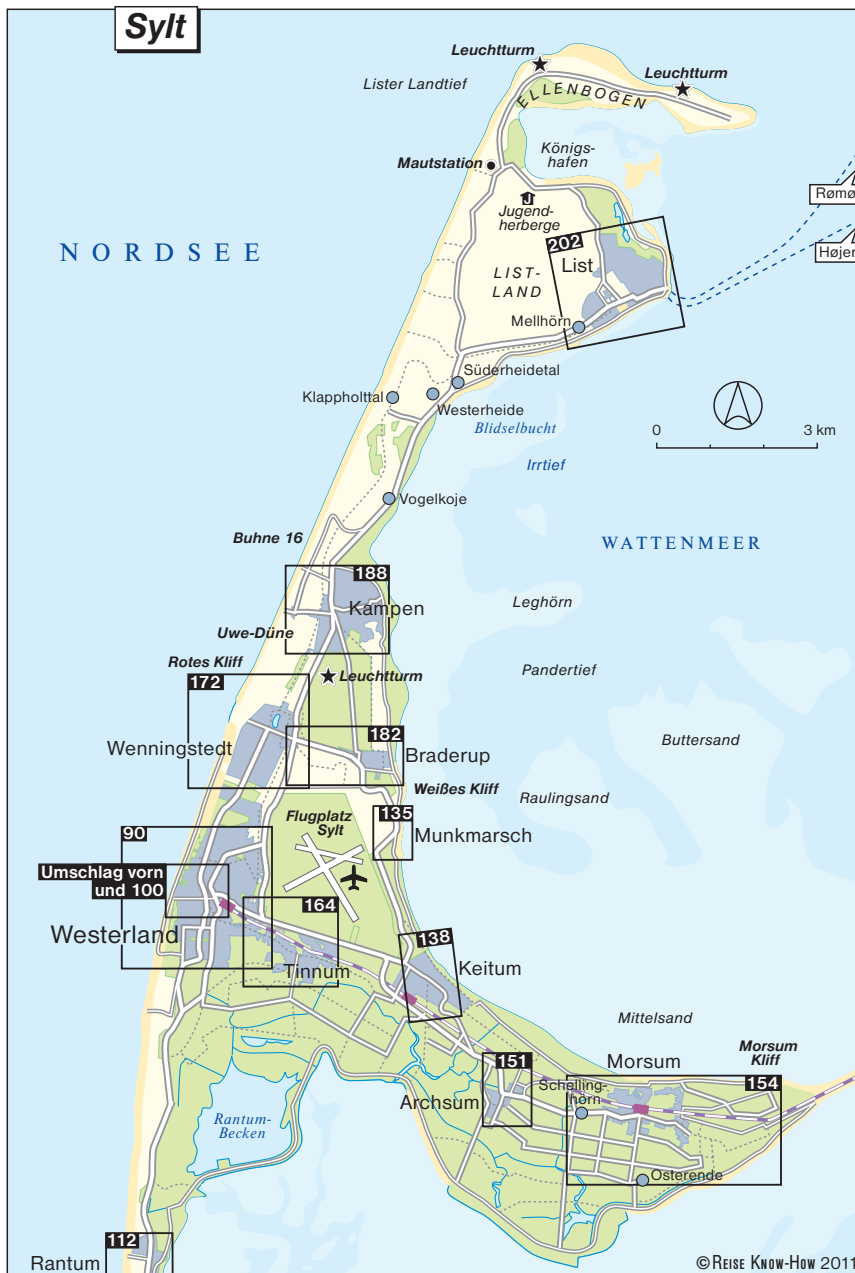 Sylt
Leuchtturm
Leuchtturm
Lister Landtief
ELLENBOGEN
Königs-
hafen
Mautstation
J
Jugend-
herberge
NORDSEE
202
List
LIST-
LAND
Mellhörn
Süderheidetal
Klappholttal
Westerheide
Blidselbucht
0 3 km
Irrtief
Vogelkoje
Buhne 16
WATTENMEER
188
Kampen
Leghörn
Uwe-Düne
Rotes Kliff
Leuchtturm
Pandertief
172
Wenningstedt
182
Braderup
Buttersand
Weißes Kliff
Raulingsand
135
Munkmarsch
Flugplatz
Sylt
90
Umschlag vorn
und 100
Westerland
164
Tinnum
138
Keitum
Mittelsand
Morsum
Morsum
Kliff
151
Archsum
Schelling-
horn
154
Rantum-
Becken
Osterende
112
Rantum
©REISE KNOW-HOW 2011